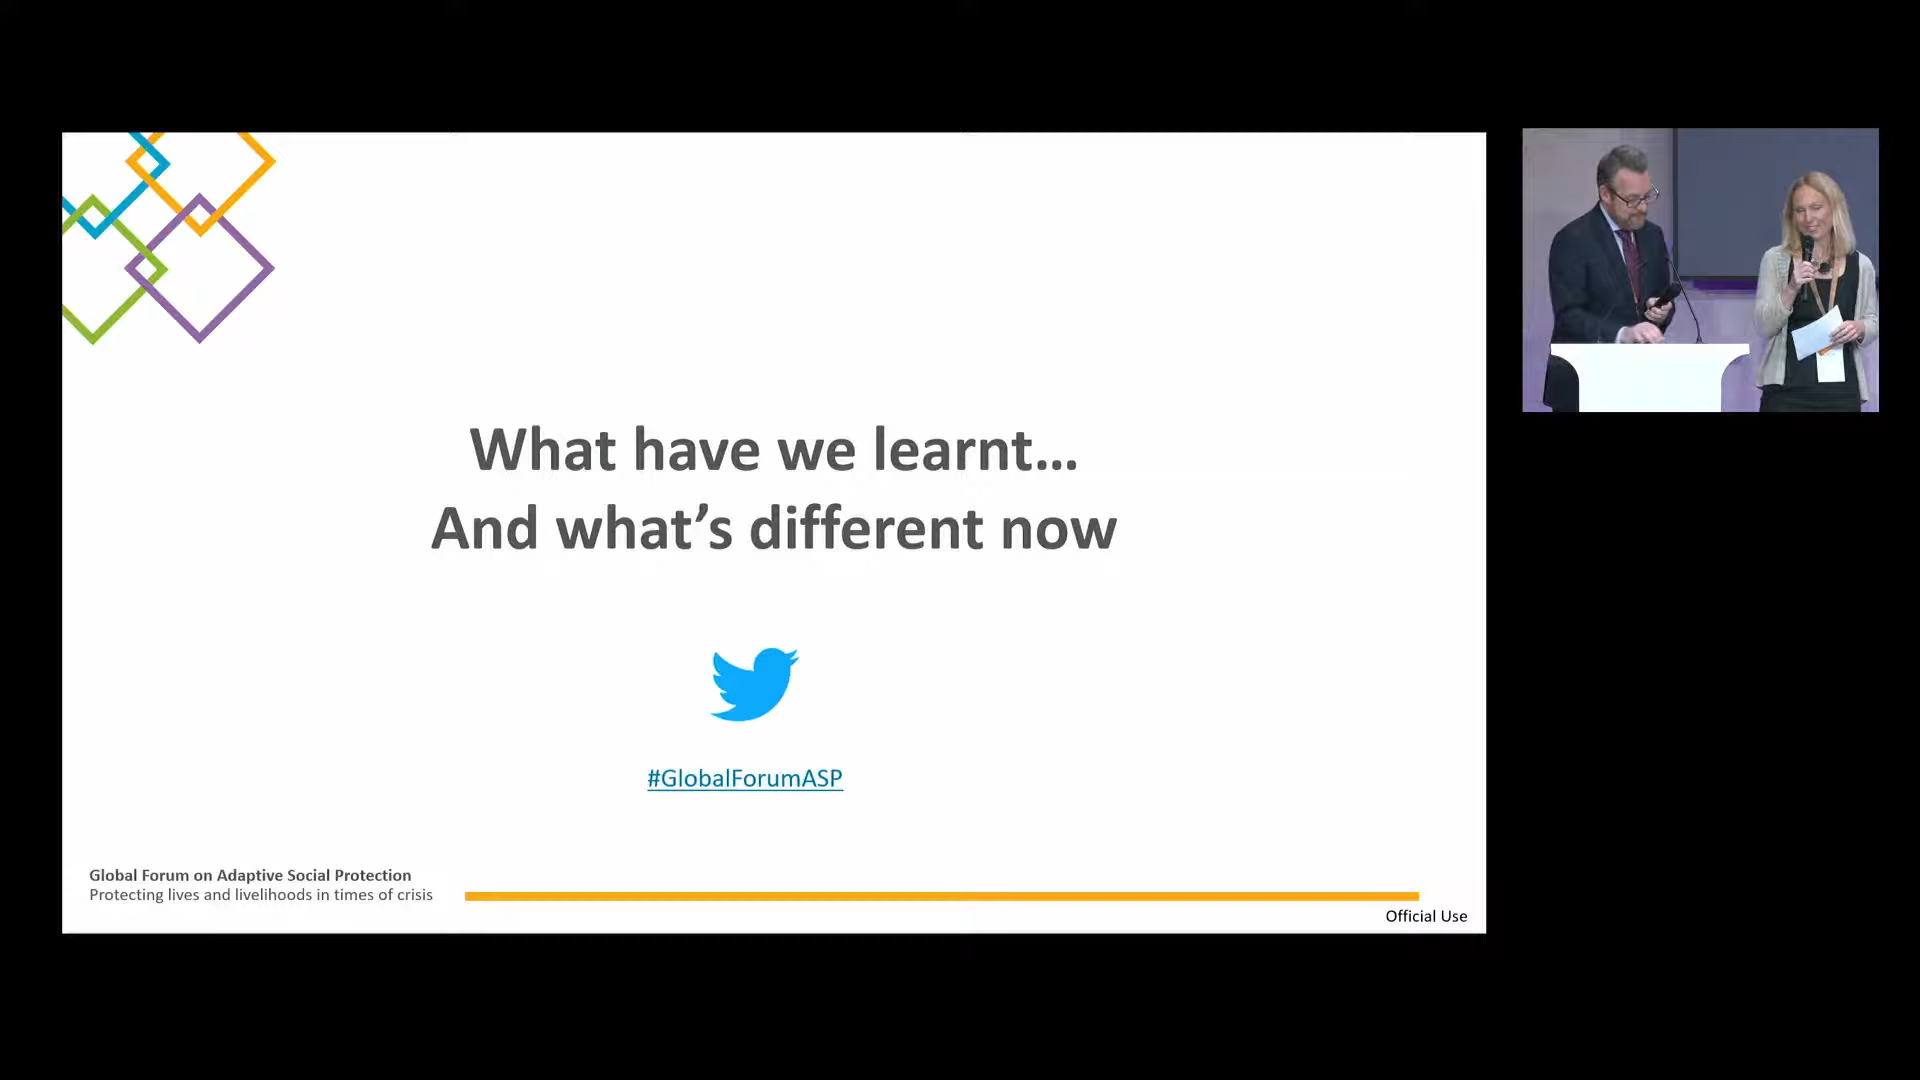 What have we learnt...
And what’s different now
#GlobalForumASP
Global Forum on Adaptive Social Protection
Protecting lives and livelihoods in times of crisis
Official Use